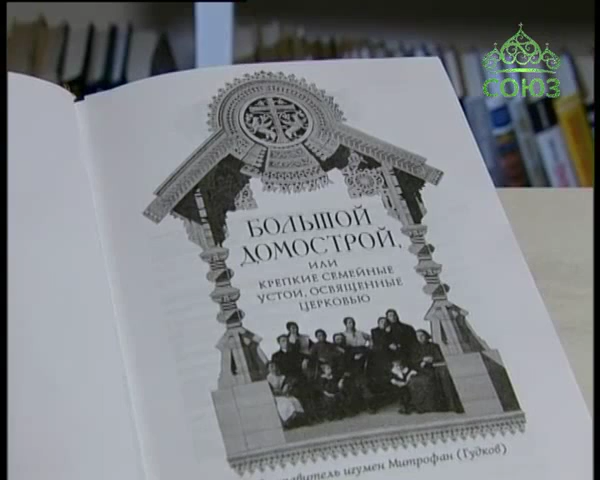 СОЮЗ
БОЛЬШОЙ
ДОМОСТРОЙ,
ИЛИ
КРЕПКИЕ СЕМЕЙНЫЕ
УСТОИ, ОСВЯЩЕННЫЕ
ЦЕРКОВЬЮ
игумен Митрофан (Гудков)